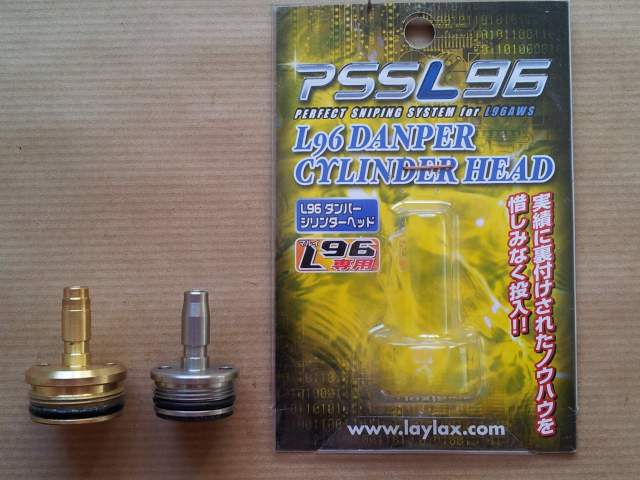 PSSL96
PERFECT SNIPING SYSTEM for L96AWS
L96 DANPER
CYLINDER HEAD
L96 ダンパー
シリンダーヘッド
マルイ
L96
専用
実績に裏付けされたノウハウを
惜しみなく投入!!
www.laylax.com